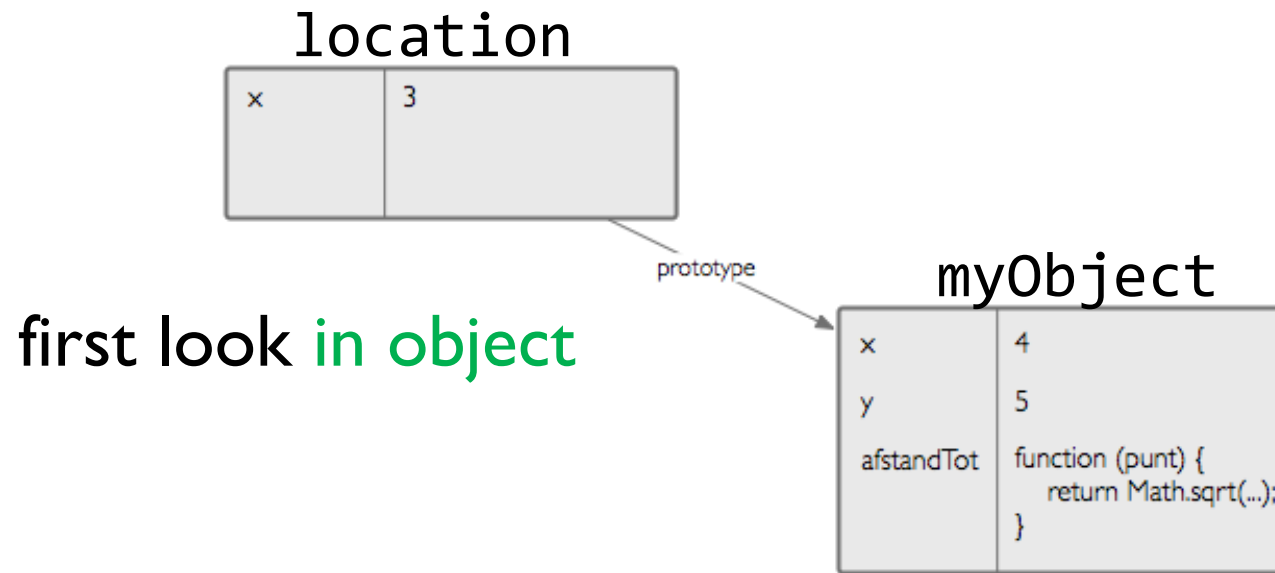 location
x 3
prototype
myObject
first look in object
x 4
y 5
afstandTot function (punt) {
return Math.sqrt(...);
}